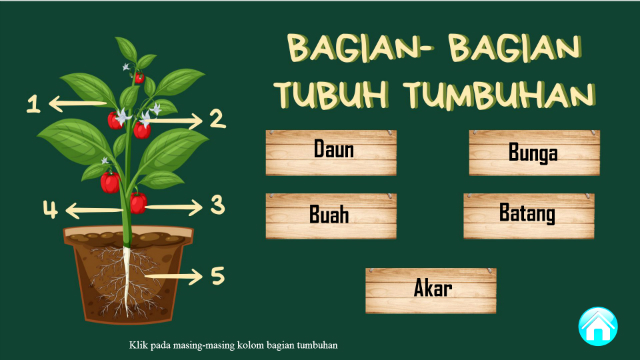 BAGIAN- BAGIAN
TUBUH TUMBUHAN
1
2
3
4
5
Daun
Bunga
Buah
Batang
Akar
Klik pada masing-masing kolom bagian tumbuhan